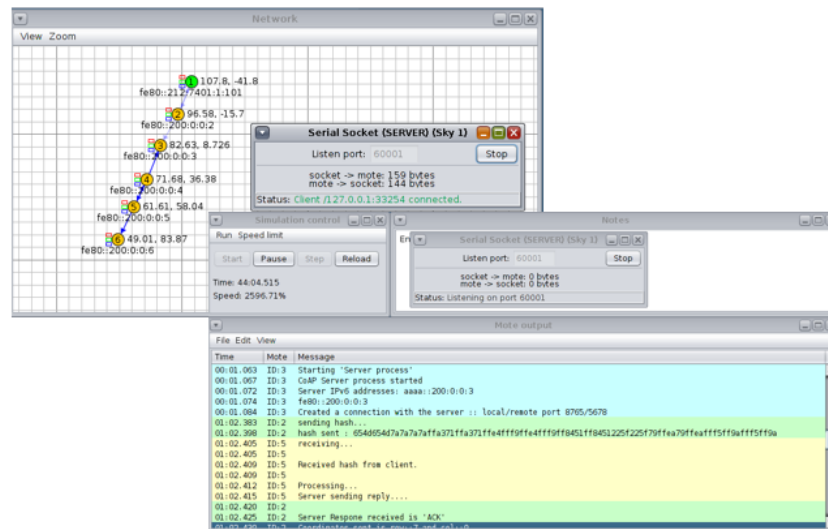 Network
View Zoom
1 107.8, -41.8
fe80::212:7401:1:101
2 96.58, -15.7
fe80::200:0:0:2
3 82.63, 8.726
fe80::200:0:0:3
4 71.68, 36.38
fe80::200:0:0:4
5 61.61, 58.04
fe80::200:0:0:5
6 49.01, 83.87
fe80::200:0:0:6
Serial Socket (SERVER) (Sky 1)
Listen port: 60001 Stop
socket -> mote: 159 bytes
mote -> socket: 144 bytes
Status: Client /127.0.0.1:33254 connected.
Simulation control
Run Speed limit
Start Pause Step Reload
Time: 44:04.515
Speed: 2596.71%
Notes
En
Serial Socket (SERVER) (Sky 1)
Listen port: 60001 Stop
socket -> mote: 0 bytes
mote -> socket: 0 bytes
Status: Listening on port 60001
Mote output
File Edit View
Time Mote Message
00:01.063 ID:3 Starting 'Server process'
00:01.067 ID:3 CoAP Server process started
00:01.072 ID:3 Server IPv6 addresses: aaaa::200:0:0:3
00:01.074 ID:3 fe80::200:0:0:3
00:01.084 ID:3 Created a connection with the server :: local/remote port 8765/5678
01:02.383 ID:2 sending hash...
01:02.398 ID:2 hash sent :
01:02.405 ID:5 receiving...
01:02.405 ID:5
01:02.409 ID:5 Received hash from client.
01:02.409 ID:5
01:02.412 ID:5 Processing...
01:02.415 ID:5 Server sending reply....
01:02.420 ID:2
01:02.425 ID:2 Server Respone received is 'ACK'